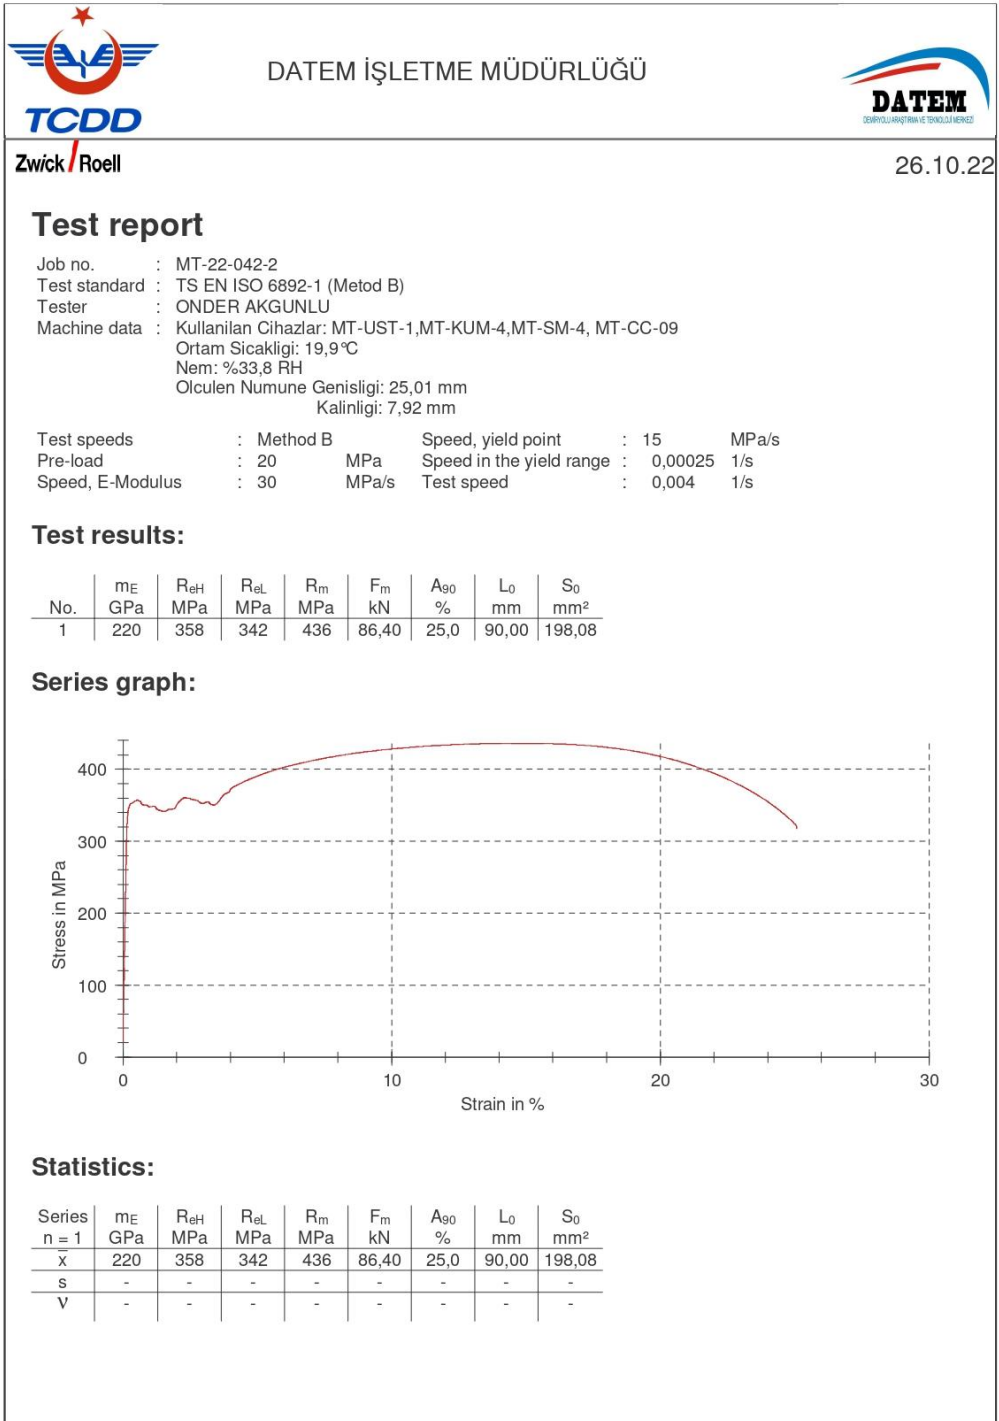 DATEM İŞLETME MÜDÜRLÜĞÜ
TCDD
DATEM
DEMİRYOLU ARAŞTIRMA VE TEKNOLOJİ MERKEZİ
Zwick / Roell
26.10.22
Test report
Job no. : MT-22-042-2
Test standard : TS EN ISO 6892-1 (Metod B)
Tester : ONDER AKGUNLU
Machine data : Kullanilan Cihazlar: MT-UST-1,MT-KUM-4,MT-SM-4, MT-CC-09
Ortam Sicakligi: 19,9°C
Nem: %33,8 RH
Olculen Numune Genisligi: 25,01 mm
Kalinligi: 7,92 mm
Test speeds : Method B Speed, yield point : 15 MPa/s
Pre-load : 20 MPa Speed in the yield range : 0,00025 1/s
Speed, E-Modulus : 30 MPa/s Test speed : 0,004 1/s
Test results:
mE ReH ReL Rm Fm A90 L0 S0
No. GPa MPa MPa MPa kN % mm mm²
1 220 358 342 436 86,40 25,0 90,00 198,08
Series graph:
400
300
200
100
0
Stress in MPa
0 10 20 30
Strain in %
Statistics:
Series mE ReH ReL Rm Fm A90 L0 S0
n = 1 GPa MPa MPa MPa kN % mm mm²
x̅ 220 358 342 436 86,40 25,0 90,00 198,08
s - - - - - - - -
ν - - - - - - - -